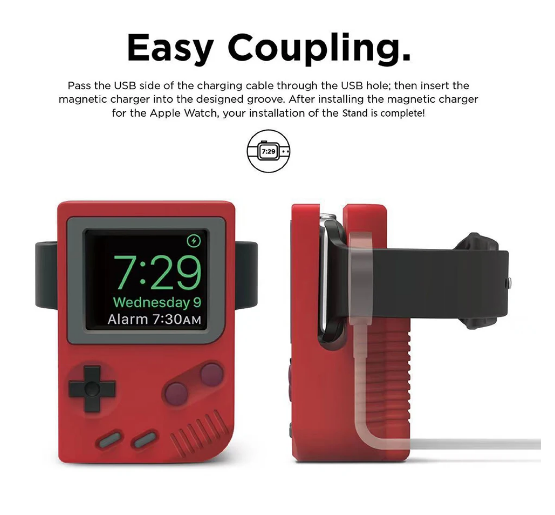 Easy Coupling.
Pass the USB side of the charging cable through the USB hole; then insert the
magnetic charger into the designed groove. After installing the magnetic charger
for the Apple Watch, your installation of the Stand is complete!
7:29
7:29
Wednesday 9
Alarm 7:30AM